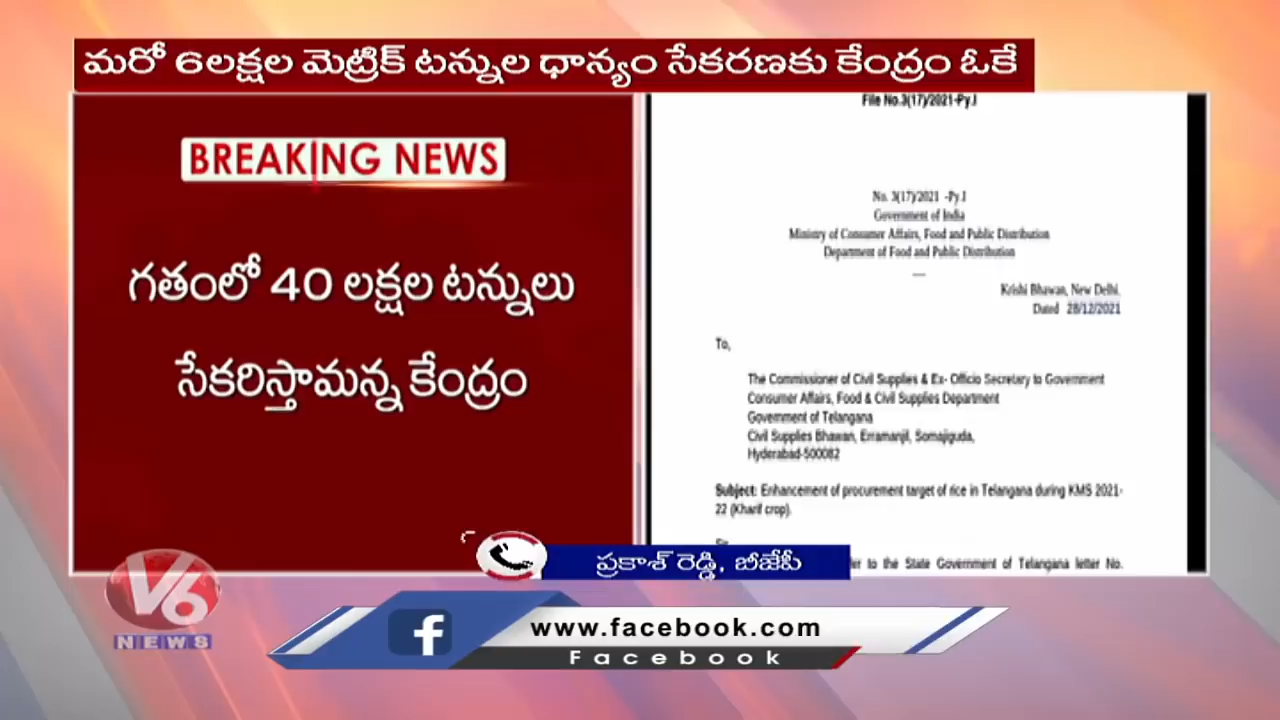 మరో 6లక్షల మెట్రిక్ టన్నుల ధాన్యం సేకరణకు కేంద్రం ఓకే
BREAKING NEWS
గతంలో 40 లక్షల టన్నులు
సేకరిస్తామన్న కేంద్రం
File No.3(17)/2021-Py.I
No. 3(17)/2021 -Py.I
Government of India
Ministry of Consumer Affairs, Food and Public Distribution
Department of Food and Public Distribution
Krishi Bhawan, New Delhi.
Dated 28/12/2021
To,
The Commissioner of Civil Supplies & Ex- Officio Secretary to Government
Consumer Affairs, Food & Civil Supplies Department
Government of Telangana
Civil Supplies Bhawan, Erramanjil, Somajiguda,
Hyderabad-500082
Subject: Enhancement of procurement target of rice in Telangana during KMS 2021-
22 (Kharif crop).
to the State Government of Telangana letter No.
ప్రకాశ్ రెడ్డి, బీజేపీ
V6
NEWS
f
www.facebook.com
Facebook